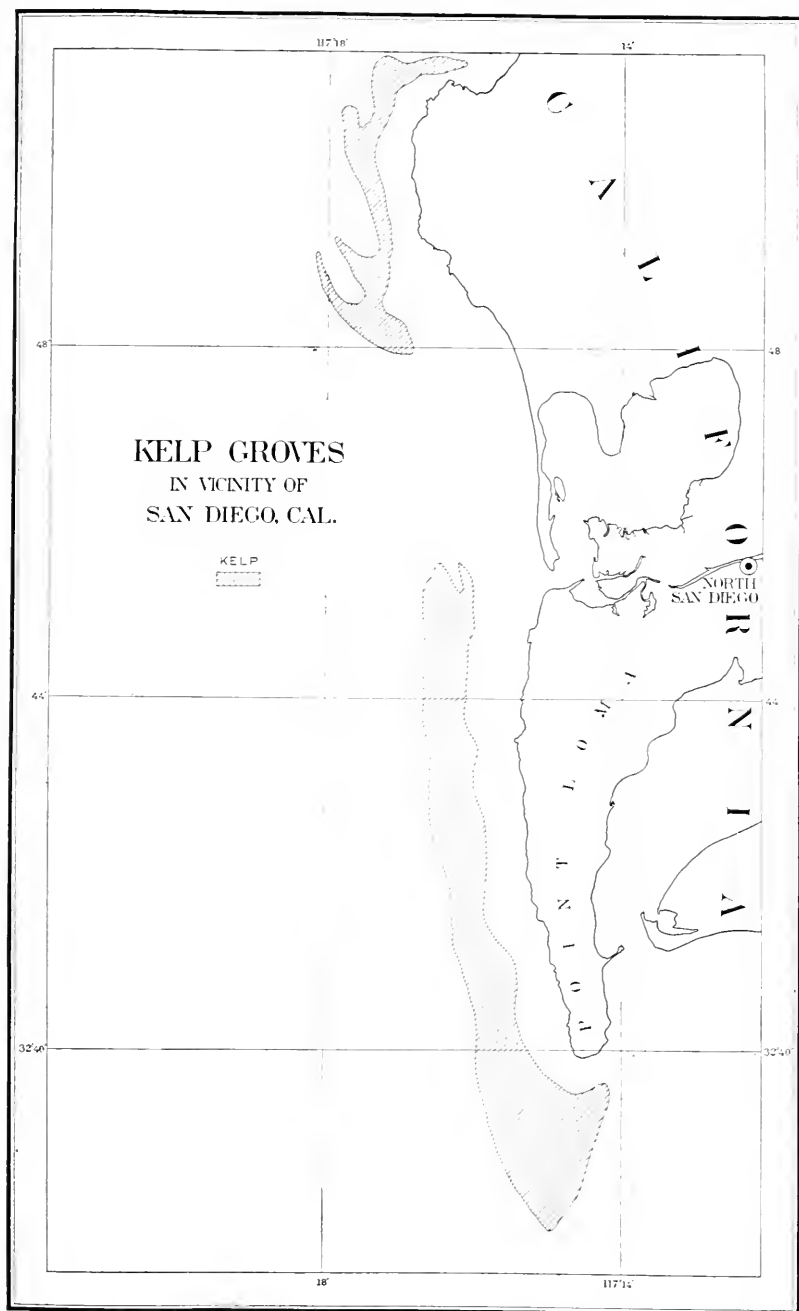 117°18' 14'
CALIFORNIA
48 48
KELP GROVES
IN VICINITY OF
SAN DIEGO, CAL.
KELP
NORTH
SAN DIEGO
44' 44
POINT LOMA
32°40' 32°40'
18' 117°14'